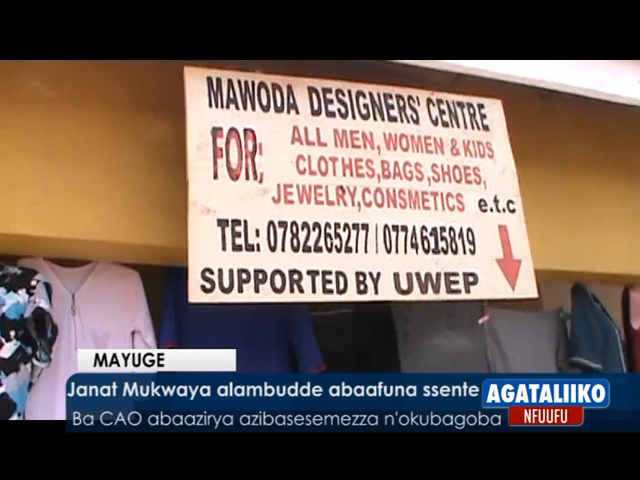 MAWODA DESIGNERS' CENTRE
FOR; ALL MEN, WOMEN & KIDS
CLOTHES,BAGS,SHOES,
JEWELRY,CONSMETICS e.t.c
TEL: 0782265277 / 0774615819
SUPPORTED BY UWEP
MAYUGE
Janat Mukwaya alambudde abaafuna ssente
Ba CAO abaazirya azibasesemezza n'okubagoba
AGATALIIKO
NFUUFU